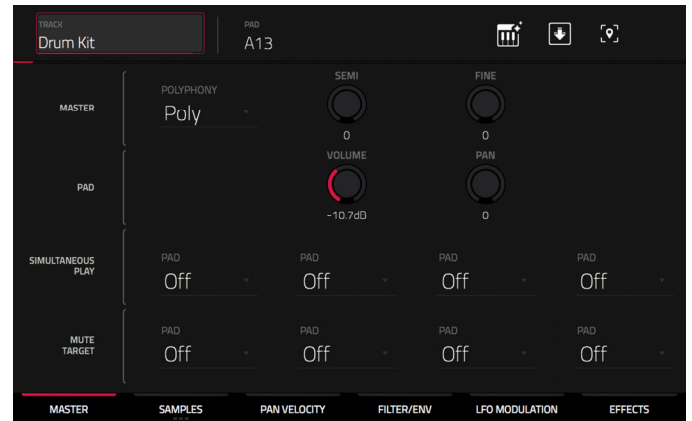 TRACK
Drum Kit
PAD
A13
MASTER
POLYPHONY
Poly
SEMI
0
FINE
0
PAD
VOLUME
-10.7dB
PAN
0
SIMULTANEOUS
PLAY
PAD
Off
PAD
Off
PAD
Off
PAD
Off
MUTE
TARGET
PAD
Off
PAD
Off
PAD
Off
PAD
Off
MASTER
SAMPLES
PAN VELOCITY
FILTER/ENV
LFO MODULATION
EFFECTS